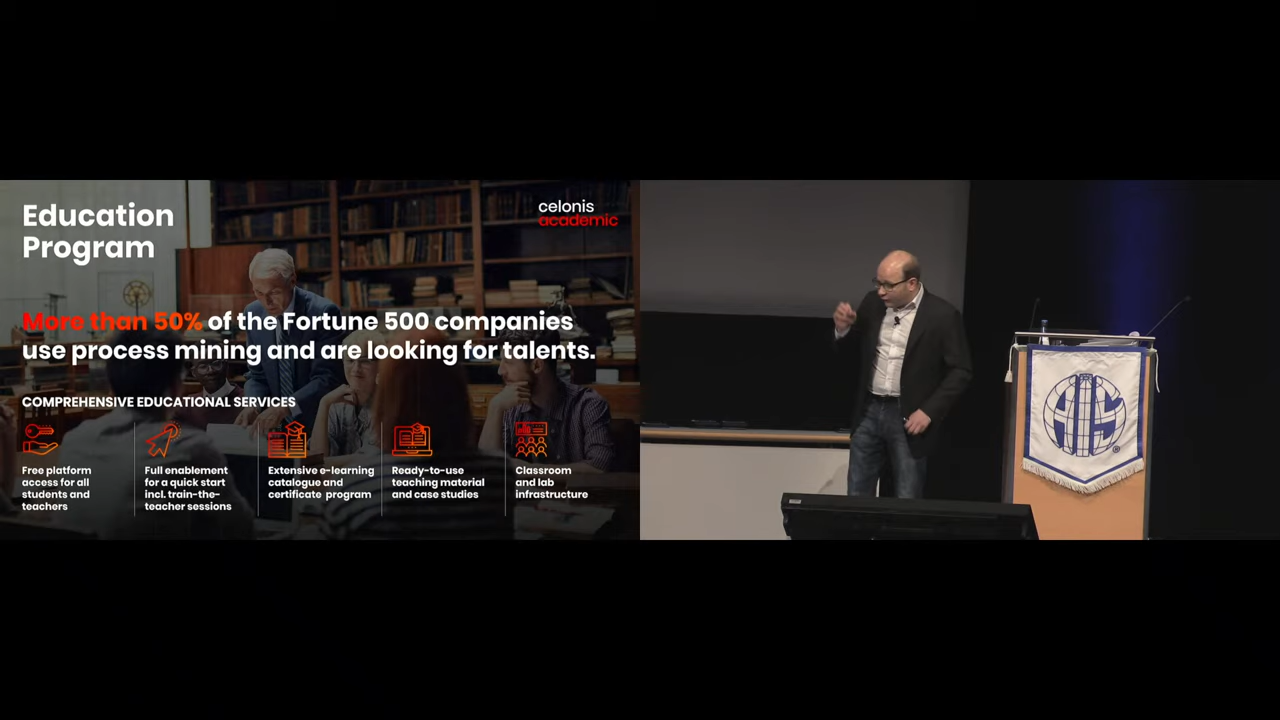 Education
Program
celonis
academic
More than 50% of the Fortune 500 companies
use process mining and are looking for talents.
COMPREHENSIVE EDUCATIONAL SERVICES
Free platform
access for all
students and
teachers
Full enablement
for a quick start
incl. train-the-
teacher sessions
Extensive e-learning
catalogue and
certificate program
Ready-to-use
teaching material
and case studies
Classroom
and lab
infrastructure
AIS
®